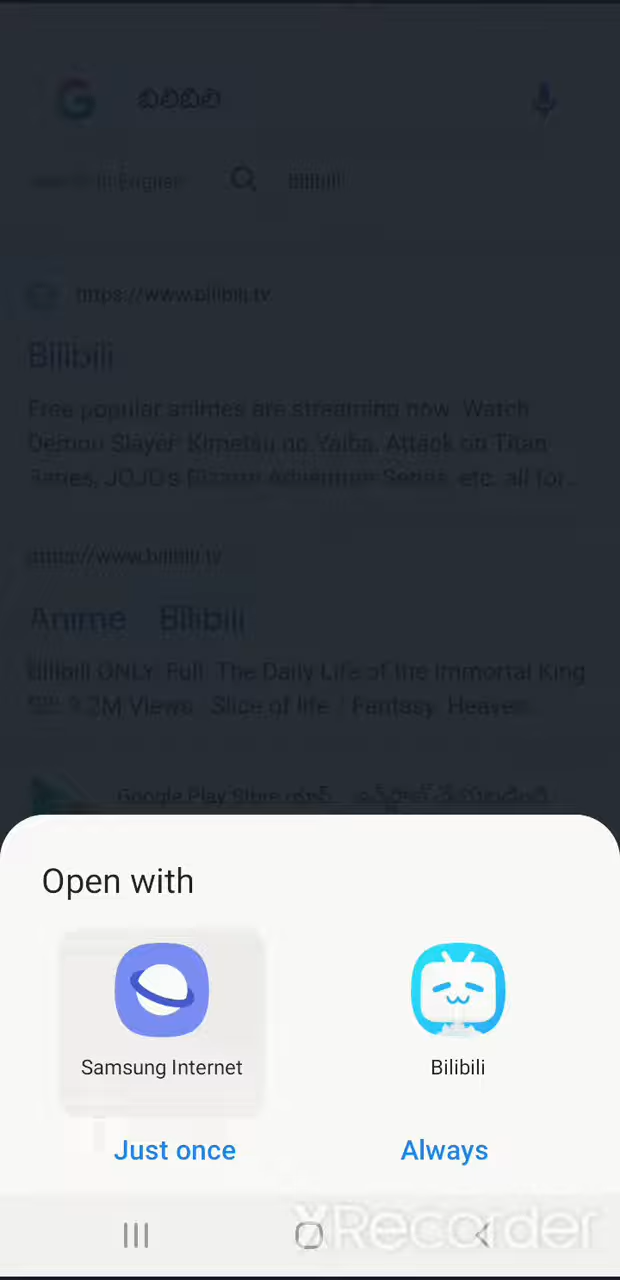 bilibili
https://www.bilibili.tv
Bilibili
Free popular animes are streaming now. Watch
Demon Slayer: Kimetsu no Yaiba, Attack on Titan
Series, JOJO's Bizarre Adventure Series, etc. all for...
https://www.bilibili.tv
Anime Bilibili
Bilibili ONLY. Full. The Daily Life of the Immortal King
9.2M Views Slice of life Fantasy. Heaven
Google Play Store
Open with
Samsung Internet
Bilibili
Just once
Always
XRecorder